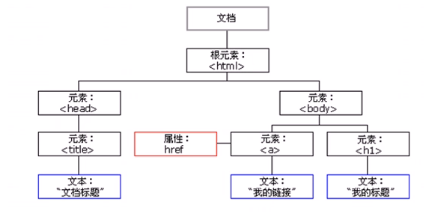 文档
根元素：
<html>
元素：
<head>
元素：
<body>
元素：
<title>
属性：
href
元素：
<a>
元素：
<h1>
文本：
"文档标题"
文本：
"我的链接"
文本：
"我的标题"